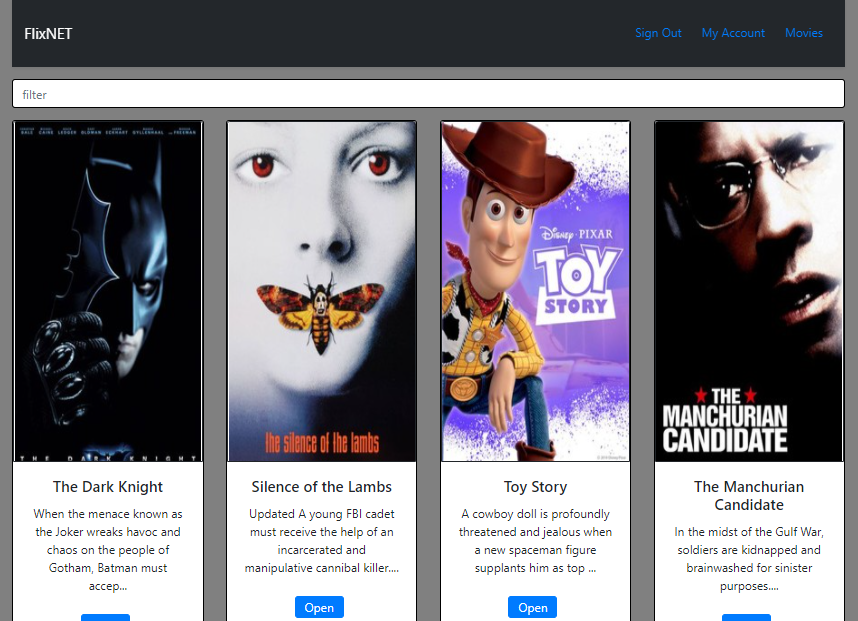 FlixNET
Sign Out
My Account
Movies
filter
THE DARK KNIGHT
the silence of the lambs
DISNEY · PIXAR
TOY
STORY
THE
MANCHURIAN
CANDIDATE
The Dark Knight
When the menace known as
the Joker wreaks havoc and
chaos on the people of
Gotham, Batman must
accep...
Silence of the Lambs
Updated A young FBI cadet
must receive the help of an
incarcerated and
manipulative cannibal killer....
Open
Toy Story
A cowboy doll is profoundly
threatened and jealous when
a new spaceman figure
supplants him as top ...
Open
The Manchurian
Candidate
In the midst of the Gulf War,
soldiers are kidnapped and
brainwashed for sinister
purposes....